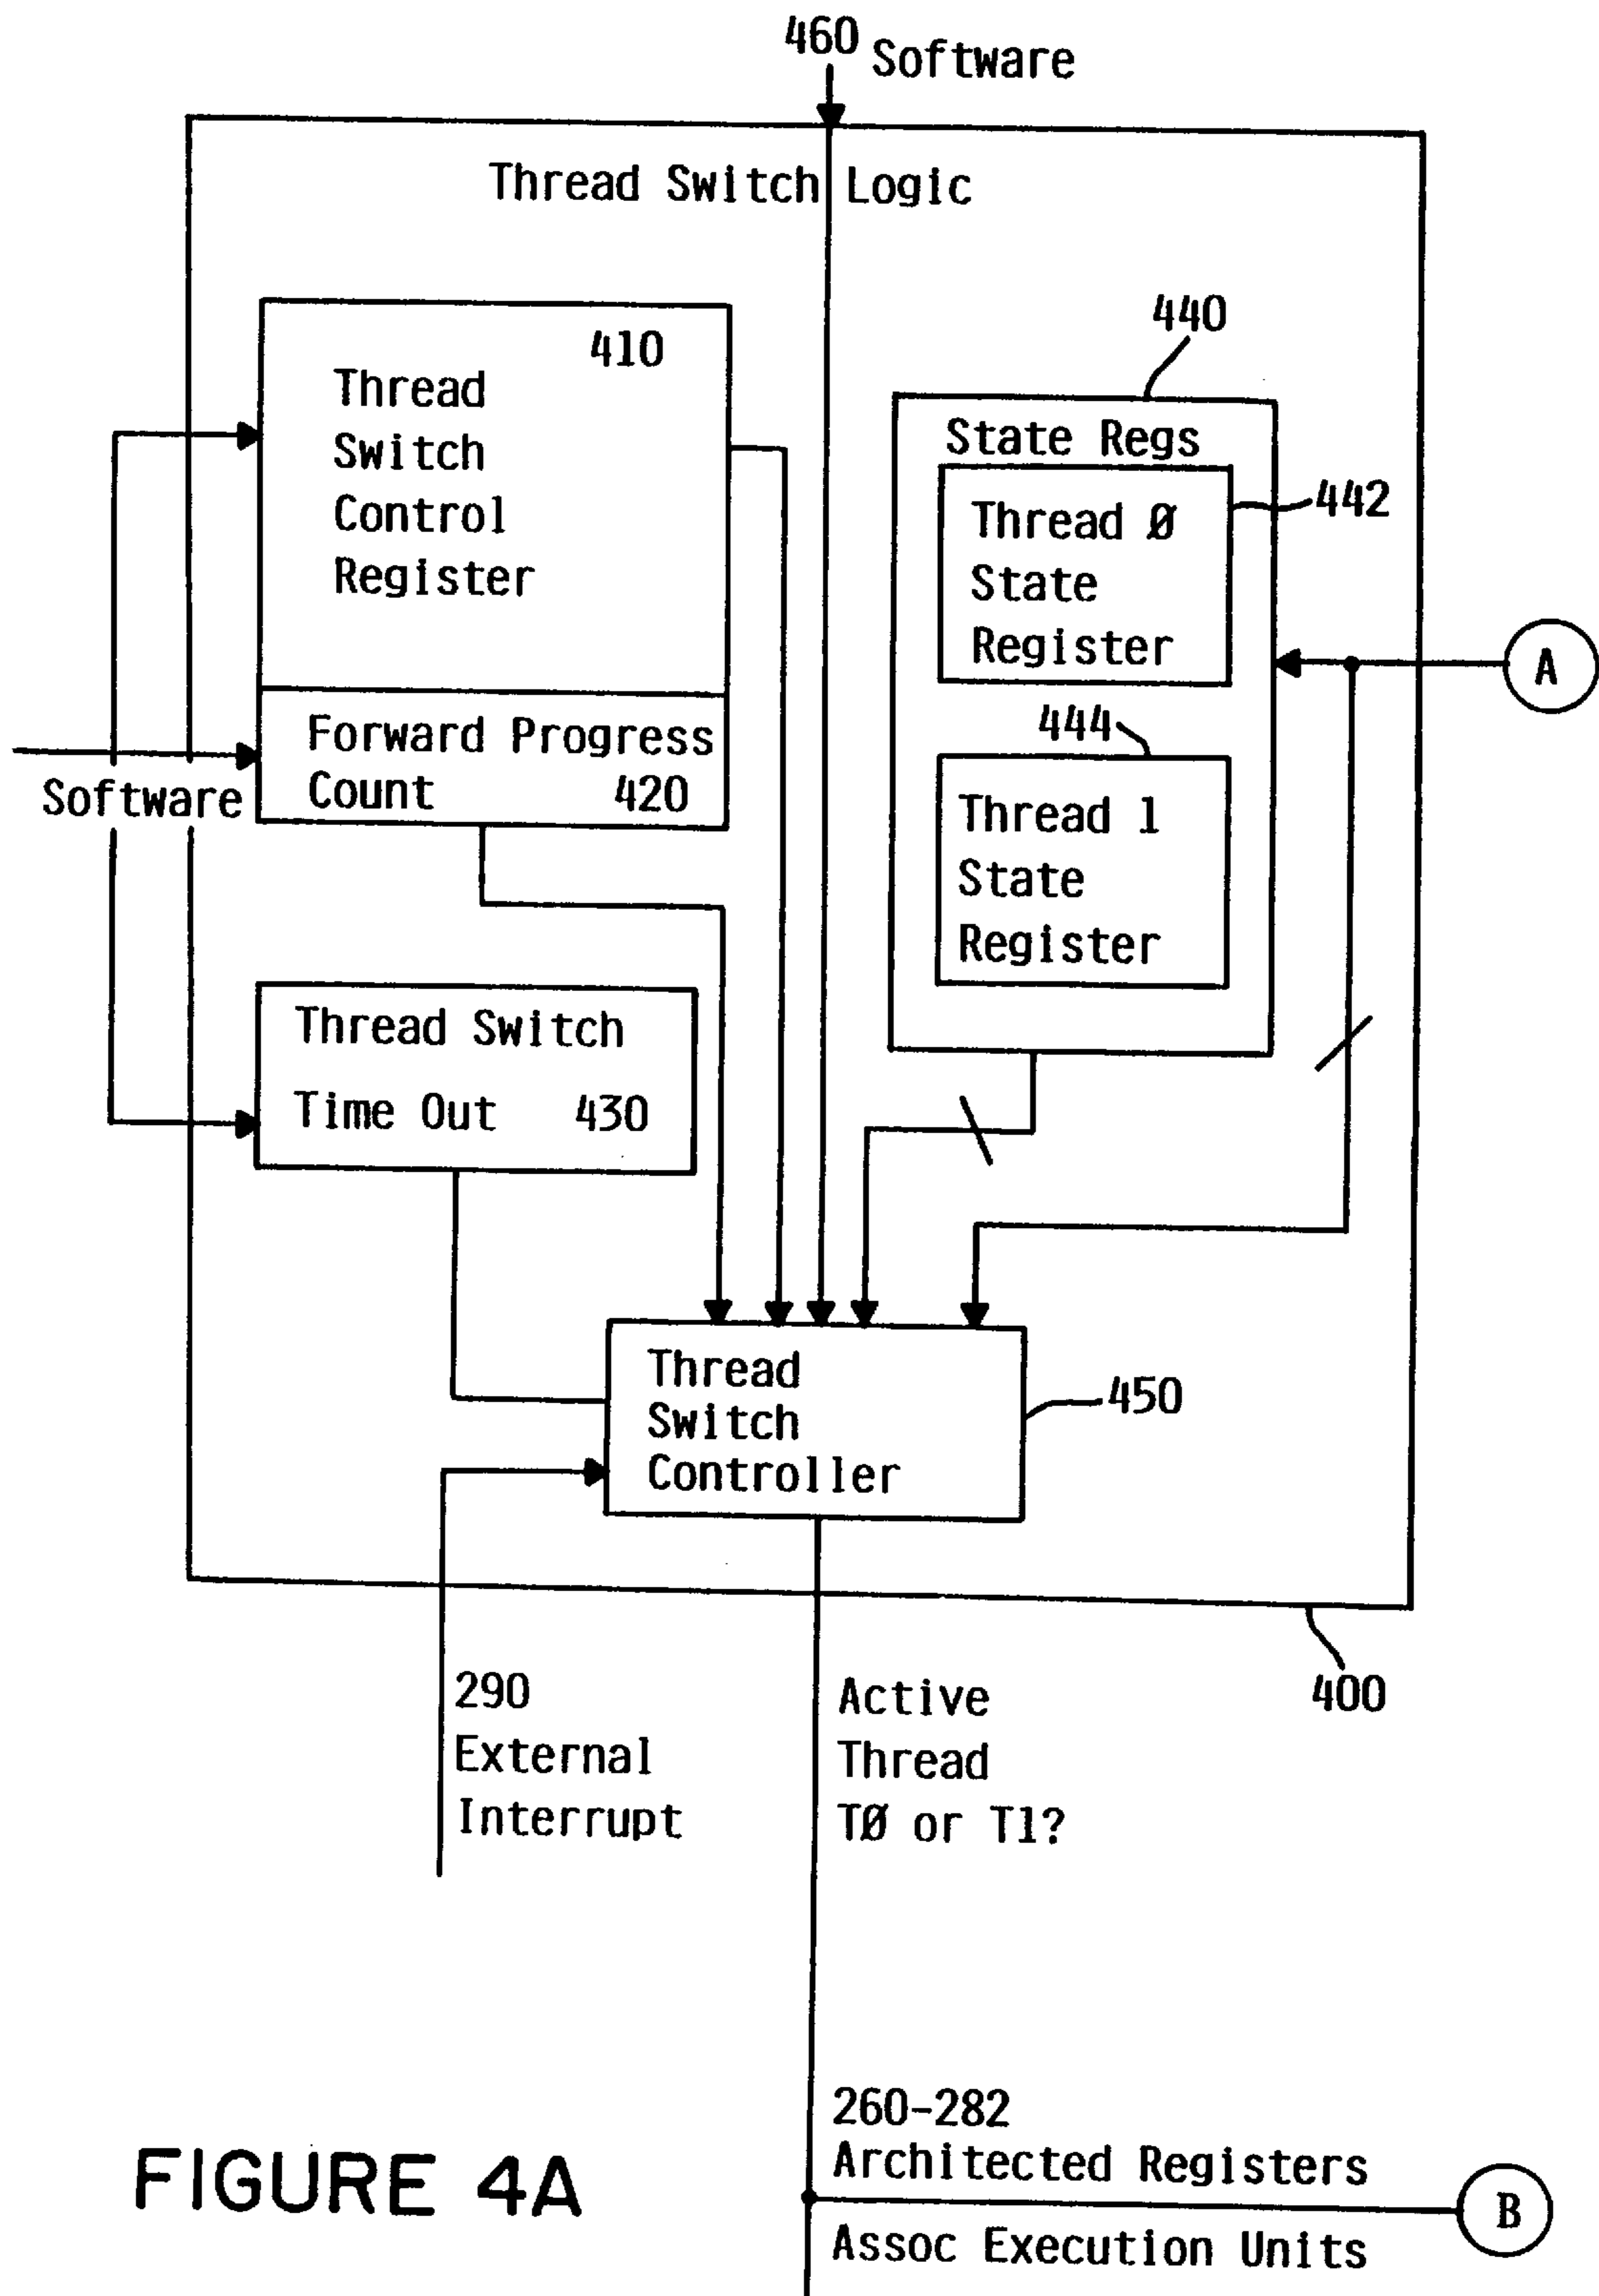 460 Software
Thread Switch Logic
410
Thread
Switch
Control
Register
Forward Progress
Count 420
Software
Thread Switch
Time Out 430
440
State Regs
Thread Ø
State
Register
442
444
Thread 1
State
Register
A
Thread
Switch
Controller
450
400
290
External
Interrupt
Active
Thread
TØ or T1?
260-282
Architected Registers
Assoc Execution Units
B
FIGURE 4A